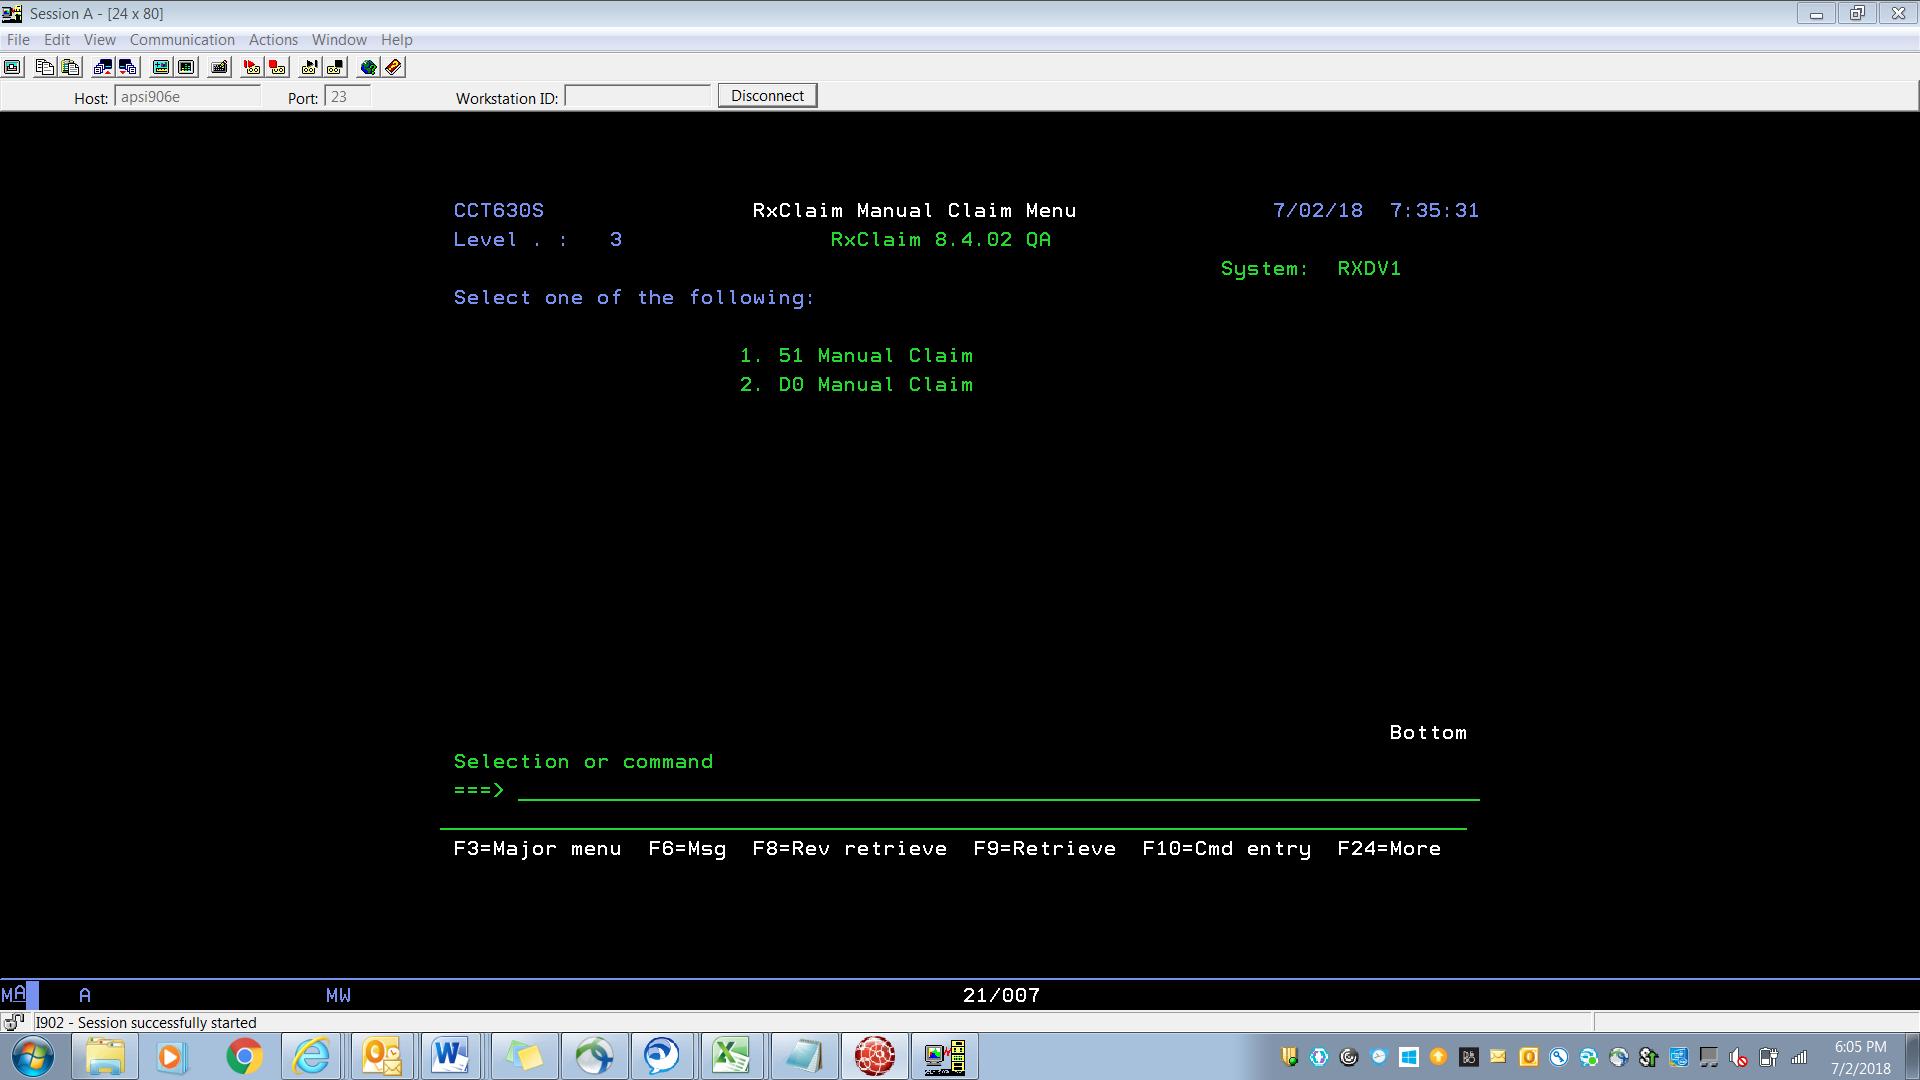 Session A - [24 x 80]
File Edit View Communication Actions Window Help
Host: apsi906e Port: 23 Workstation ID: Disconnect
CCT630S RxClaim Manual Claim Menu 7/02/18 7:35:31
Level . : 3 RxClaim 8.4.02 QA
System: RXDV1
Select one of the following:
1. 51 Manual Claim
2. D0 Manual Claim
Bottom
Selection or command
===>
F3=Major menu F6=Msg F8=Rev retrieve F9=Retrieve F10=Cmd entry F24=More
MA A MW 21/007
I902 - Session successfully started
6:05 PM
7/2/2018